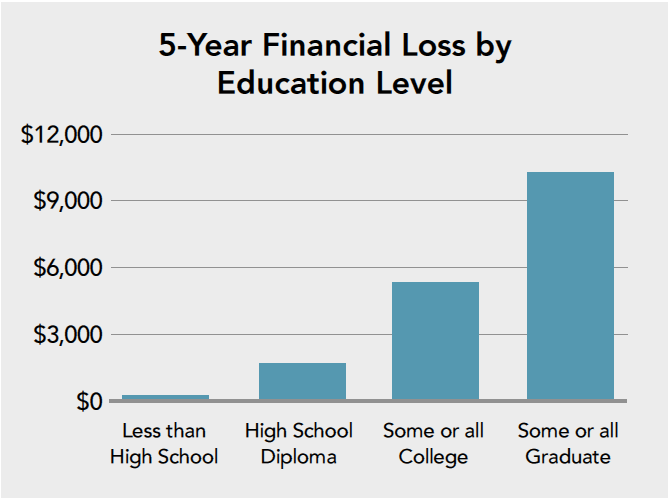 5-Year Financial Loss by
Education Level
$12,000
$9,000
$6,000
$3,000
$0
Less than
High School
High School
Diploma
Some or all
College
Some or all
Graduate